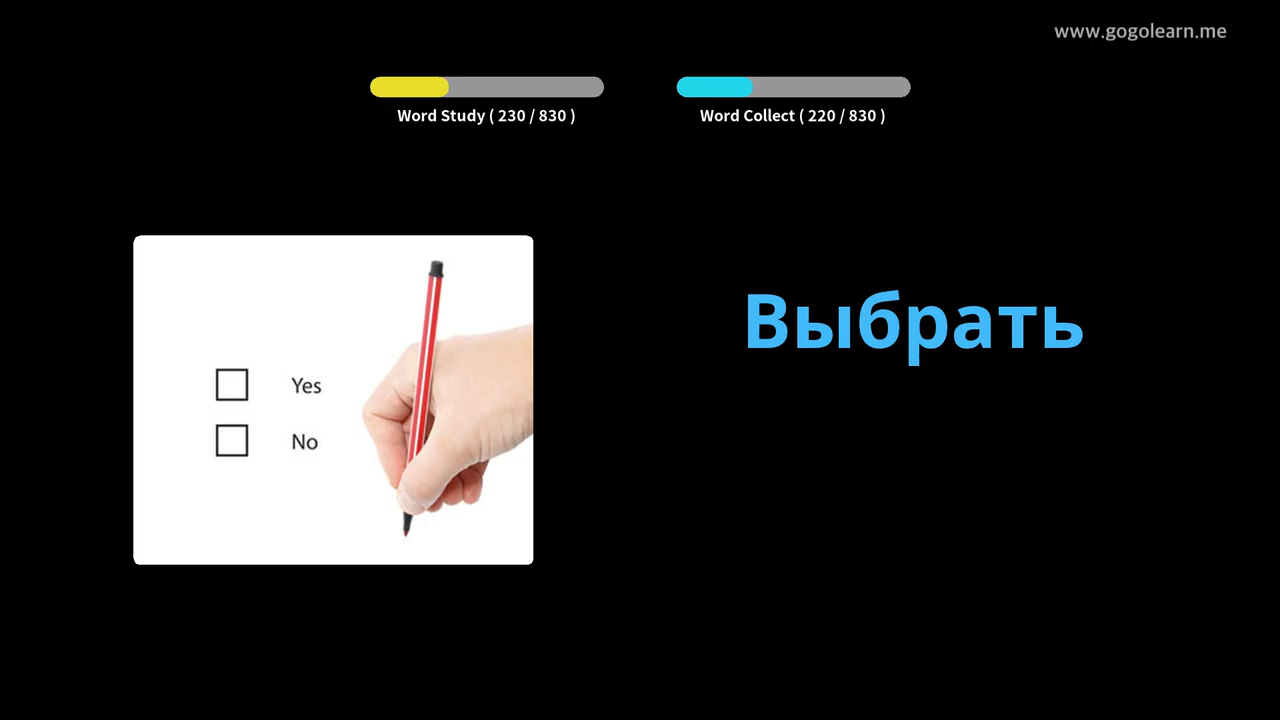 www.gogolearn.me
Word Study ( 230 / 830 )
Word Collect ( 220 / 830 )
Выбрать
Yes
No